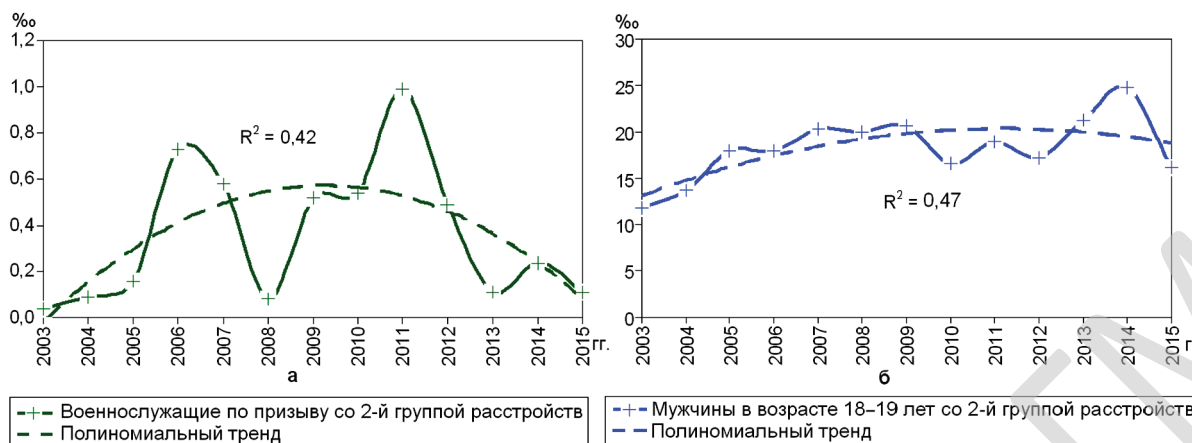 ‰
1,2
1,0
0,8
0,6
0,4
0,2
0,0
R² = 0,42
2003 2004 2005 2006 2007 2008 2009 2010 2011 2012 2013 2014 2015 гг.
а
Военнослужащие по призыву со 2-й группой расстройств
Полиномиальный тренд
‰
30
25
20
15
10
5
0
R² = 0,47
2003 2004 2005 2006 2007 2008 2009 2010 2011 2012 2013 2014 2015 г
б
Мужчины в возрасте 18–19 лет со 2-й группой расстройств
Полиномиальный тренд